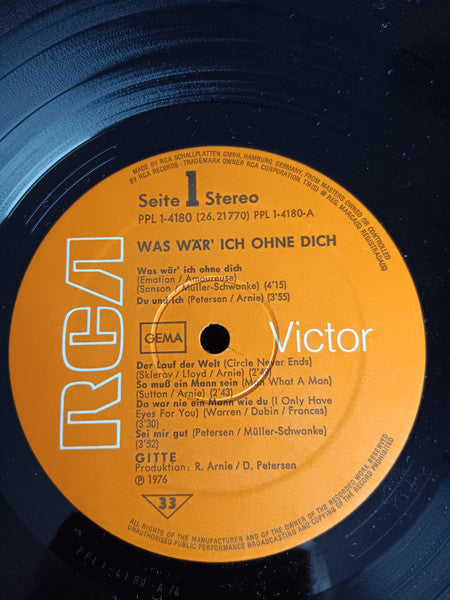 MADE BY RCA SCHALLPLATTEN GMBH, HAMBURG, GERMANY, FROM MASTERS OWNED OR CONTROLLED
BY RCA RECORDS · TRADEMARK OWNER RCA CORPORATION. TM(S) ® REG. MARCA(S) REGISTRADA(S)
Seite 1 Stereo
PPL 1-4180 (26.21770) PPL 1-4180-A
WAS WÄR' ICH OHNE DICH
Was wär' ich ohne dich
(Emotion / Amoureuse)
(Sanson / Müller-Schwanke) (4'15)
Du und ich (Petersen / Arnie) (3'55)
GEMA
RCA
Victor
Der Lauf der Welt (Circle Never Ends)
(Sklerov / Lloyd / Arnie) (2'45)
So muß ein Mann sein (Man What A Man)
(Sutton / Arnie) (2'43)
Da war nie ein Mann wie du (I Only Have
Eyes For You) (Warren / Dubin / Frances)
(3'30)
Sei mir gut (Petersen / Müller-Schwanke)
(3'52)
GITTE
Produktion: R. Arnie / D. Petersen
℗ 1976
33
ALL RIGHTS OF THE MANUFACTURER AND OF THE OWNER OF THE RECORDED WORK RESERVED
UNAUTHORISED PUBLIC PERFORMANCE BROADCASTING AND COPYING OF THIS RECORD PROHIBITED
PPL1-4180-A